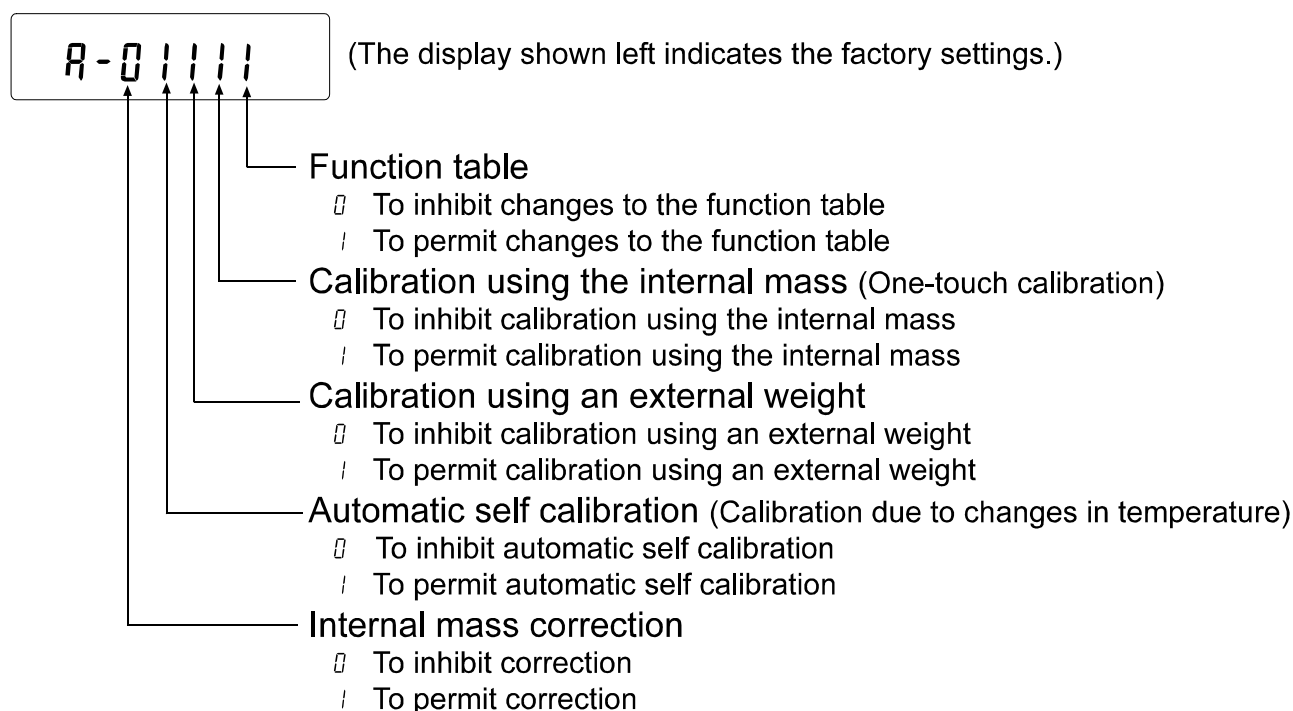 A-01111 (The display shown left indicates the factory settings.)
Function table
0 To inhibit changes to the function table
1 To permit changes to the function table
Calibration using the internal mass (One-touch calibration)
0 To inhibit calibration using the internal mass
1 To permit calibration using the internal mass
Calibration using an external weight
0 To inhibit calibration using an external weight
1 To permit calibration using an external weight
Automatic self calibration (Calibration due to changes in temperature)
0 To inhibit automatic self calibration
1 To permit automatic self calibration
Internal mass correction
0 To inhibit correction
1 To permit correction